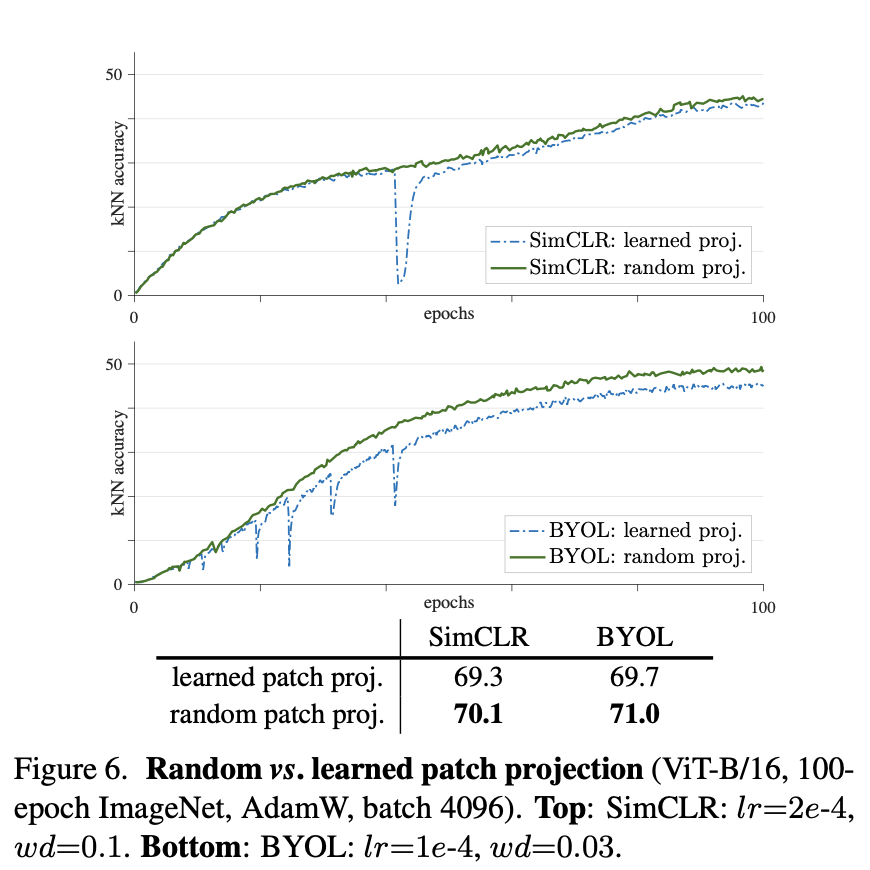 50
kNN accuracy
0
0
epochs
100
SimCLR: learned proj.
SimCLR: random proj.
50
kNN accuracy
0
0
epochs
100
BYOL: learned proj.
BYOL: random proj.
SimCLR BYOL
learned patch proj. 69.3 69.7
random patch proj. 70.1 71.0
Figure 6. Random vs. learned patch projection (ViT-B/16, 100-
epoch ImageNet, AdamW, batch 4096). Top: SimCLR: lr=2e-4,
wd=0.1. Bottom: BYOL: lr=1e-4, wd=0.03.